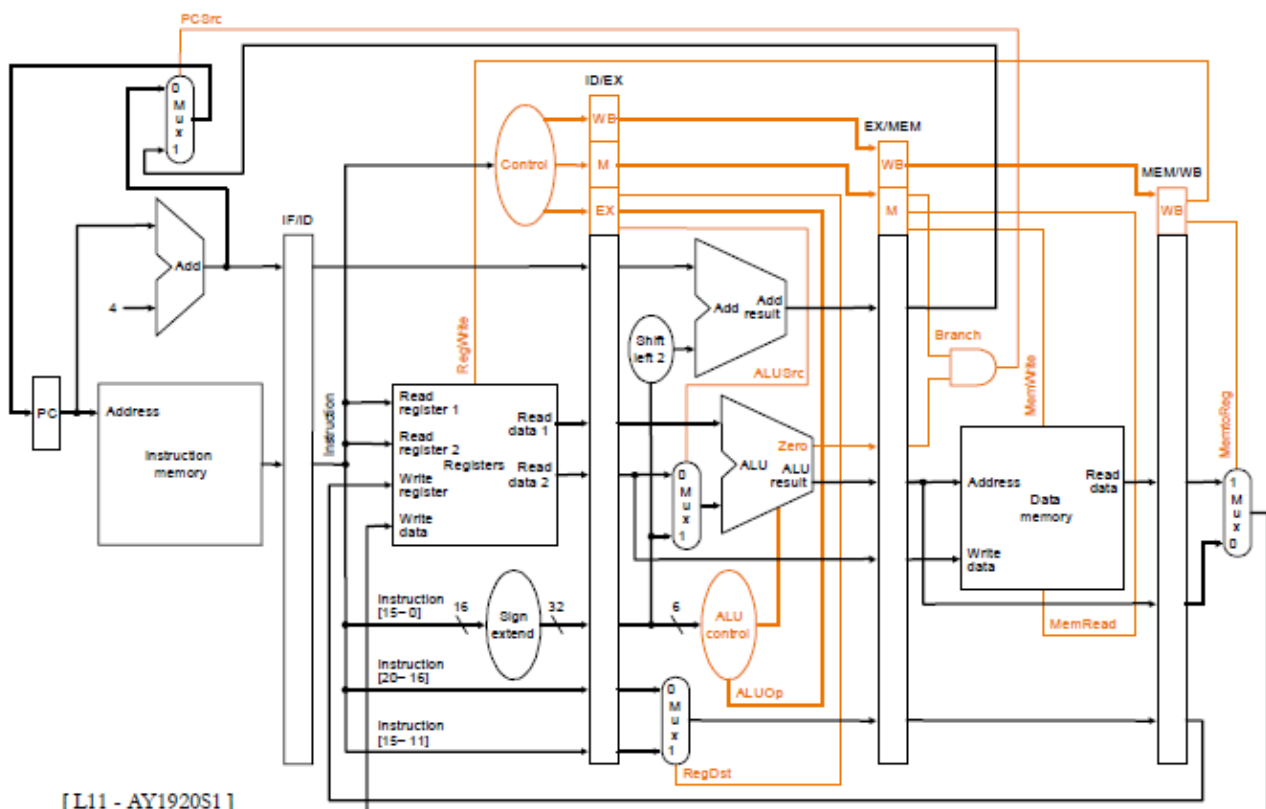 PCSrc
ID/EX
0
M
u
x
1
WB
EX/MEM
Control
M
WB
MEM/WB
IF/ID
EX
M
WB
Add
4
RegWrite
Add
Add
result
Shift
left 2
Branch
ALUSrc
MemWrite
MemtoReg
PC
Address
Instruction
memory
Instruction
Read
register 1
Read
register 2
Registers
Write
register
Write
data
Read
data 1
Read
data 2
0
M
u
x
1
Zero
ALU
ALU
result
Address
Data
memory
Read
data
Write
data
1
M
u
x
0
Instruction
[15–0]
16
Sign
extend
32
6
ALU
control
MemRead
Instruction
[20–16]
ALUOp
0
M
u
x
1
Instruction
[15–11]
RegDst
[ L11 - AY1920S1 ]